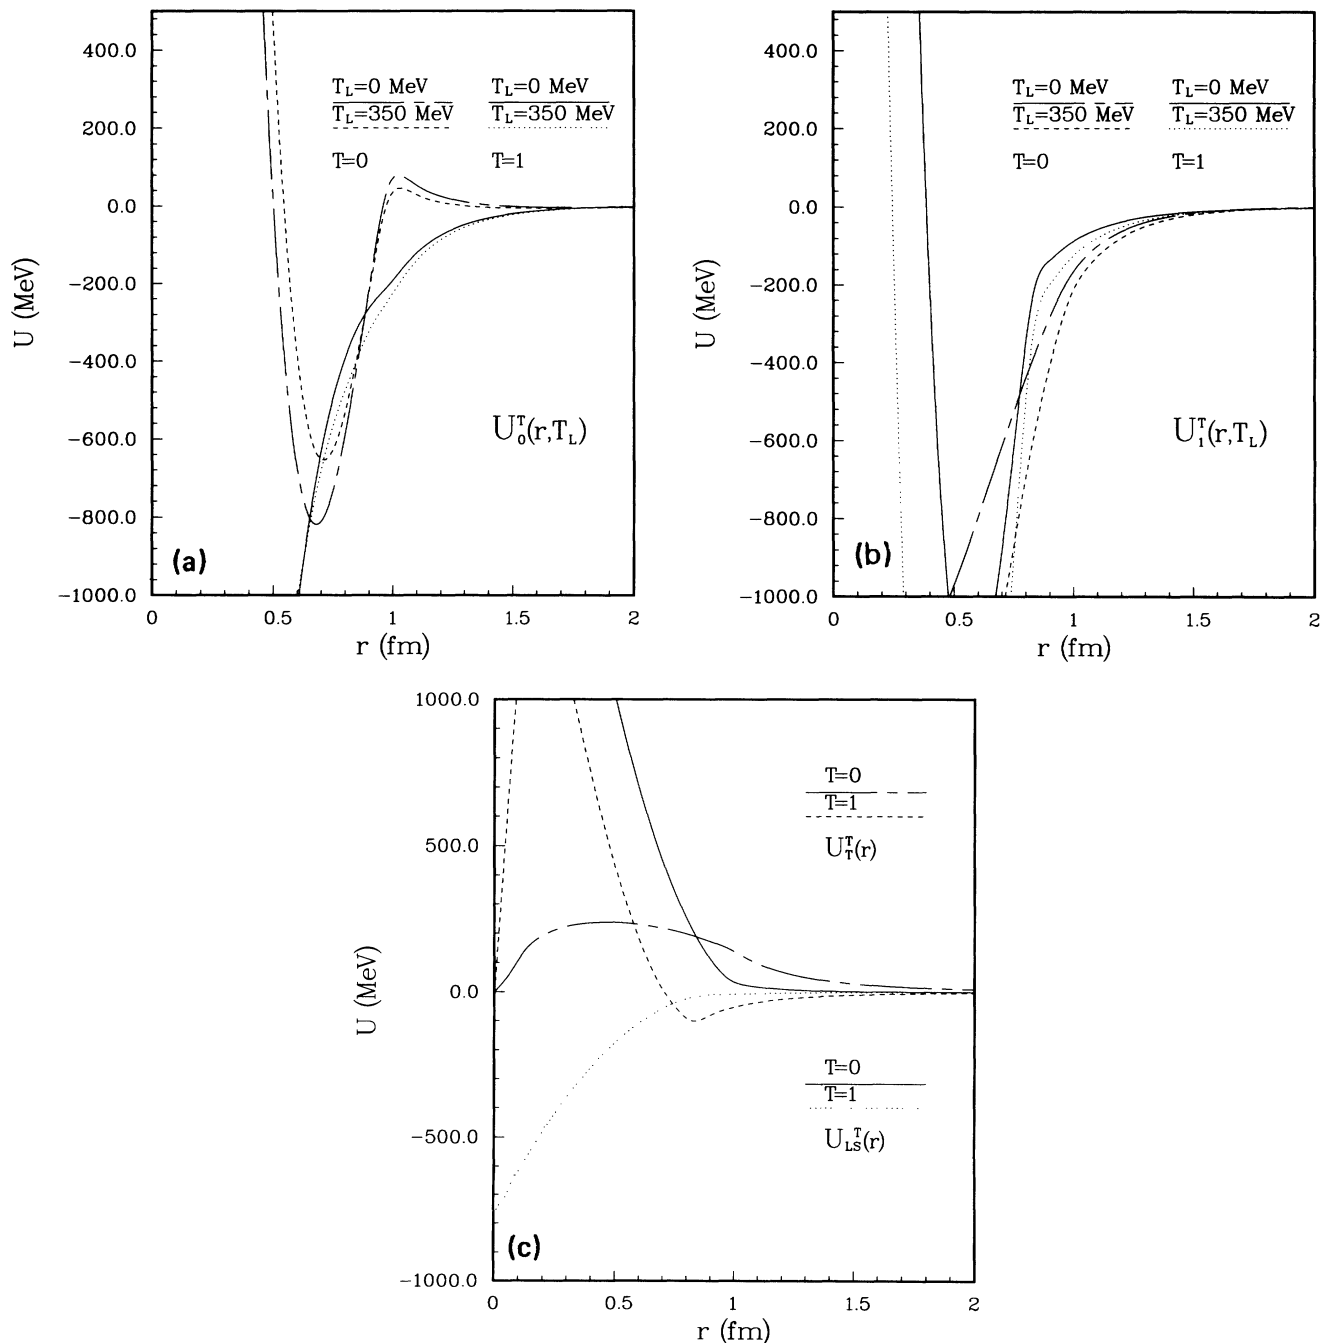 400.0
200.0
0.0
−200.0
−400.0
−600.0
−800.0
−1000.0
U (MeV)
T_L=0 MeV T_L=0 MeV
T_L=350 MeV T_L=350 MeV
T=0 T=1
U_0^T(r,T_L)
(a)
0 0.5 1 1.5 2
r (fm)
400.0
200.0
0.0
−200.0
−400.0
−600.0
−800.0
−1000.0
U (MeV)
T_L=0 MeV T_L=0 MeV
T_L=350 MeV T_L=350 MeV
T=0 T=1
U_1^T(r,T_L)
(b)
0 0.5 1 1.5 2
r (fm)
1000.0
500.0
0.0
−500.0
−1000.0
U (MeV)
T=0
T=1
U_T^T(r)
T=0
T=1
U_LS^T(r)
(c)
0 0.5 1 1.5 2
r (fm)